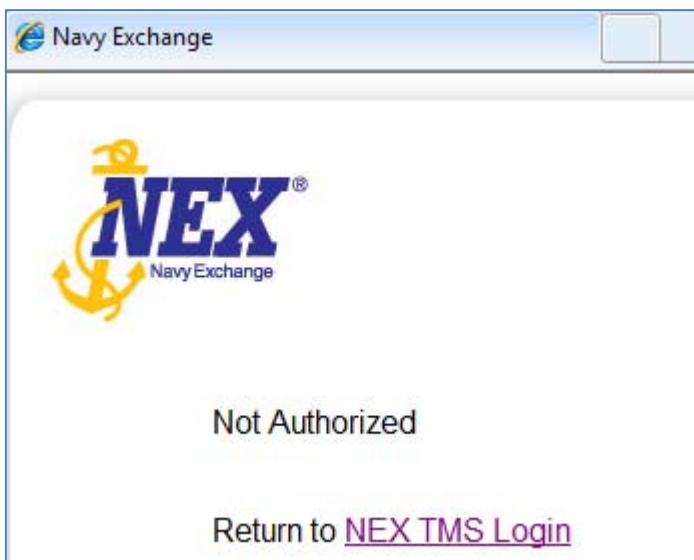 Navy Exchange
NEX®
Navy Exchange
Not Authorized
Return to NEX TMS Login